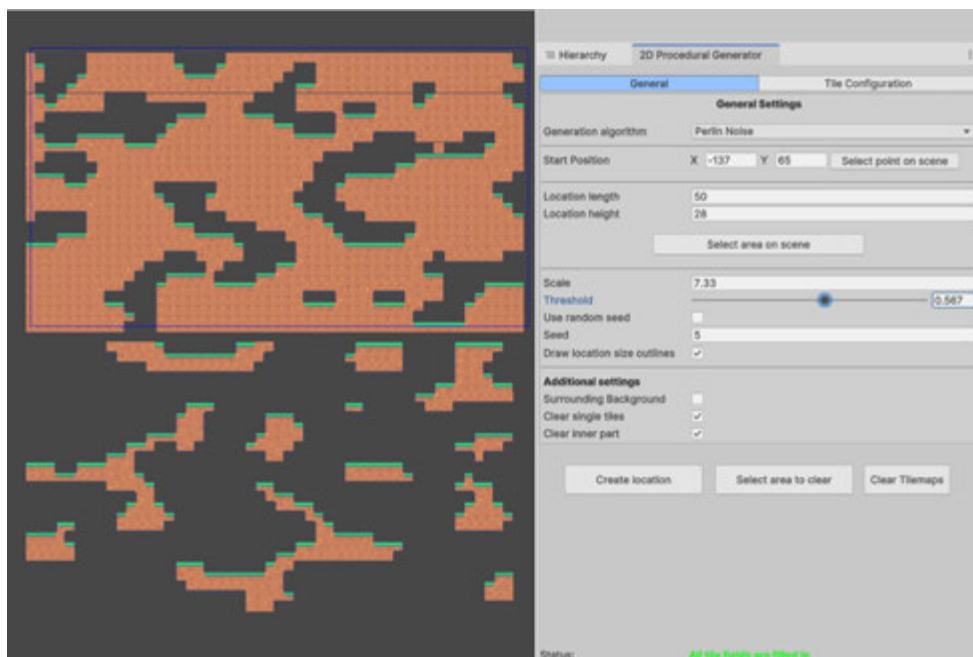 Hierarchy 2D Procedural Generator
General Tile Configuration
General Settings
Generation algorithm Perlin Noise
Start Position X -137 Y 65 Select point on scene
Location length 50
Location height 28
Select area on scene
Scale 7.33
Threshold 0.567
Use random seed
Seed 5
Draw location size outlines
Additional settings
Surrounding Background
Clear single tiles
Clear inner part
Create location Select area to clear Clear Tilemaps
Status: All tile fields are filled in